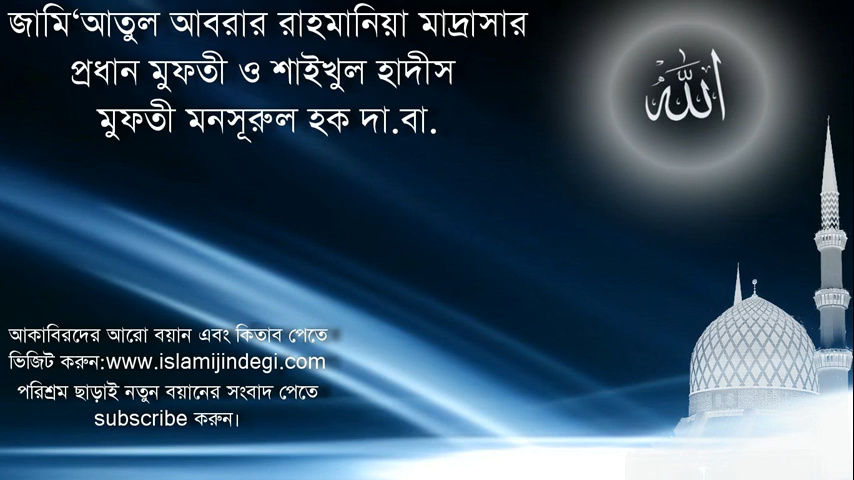 জামি‘আতুল আবরার রাহমানিয়া মাদ্রাসার
প্রধান মুফতী ও শাইখুল হাদীস
মুফতী মনসূরুল হক দা.বা.
الله
আকাবিরদের আরো বয়ান এবং কিতাব পেতে
ভিজিট করুন:www.islamijindegi.com
পরিশ্রম ছাড়াই নতুন বয়ানের সংবাদ পেতে
subscribe করুন।